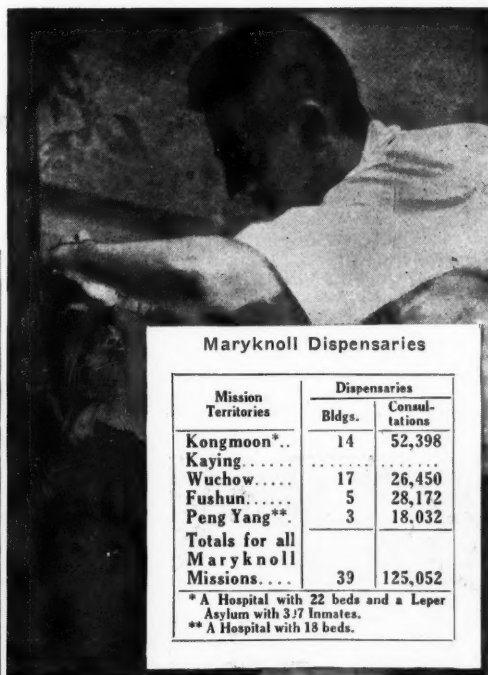 Maryknoll Dispensaries
Mission Territories Dispensaries
Bldgs. Consul-
tations
Kongmoon*.. 14 52,398
Kaying...... ....... .......
Wuchow..... 17 26,450
Fushun...... 5 28,172
Peng Yang**. 3 18.032
Totals for all
Maryknoll
Missions.... 39 125,052
* A Hospital with 22 beds and a Leper
Asylum with Inmates.
** A Hospital with 18 beds.